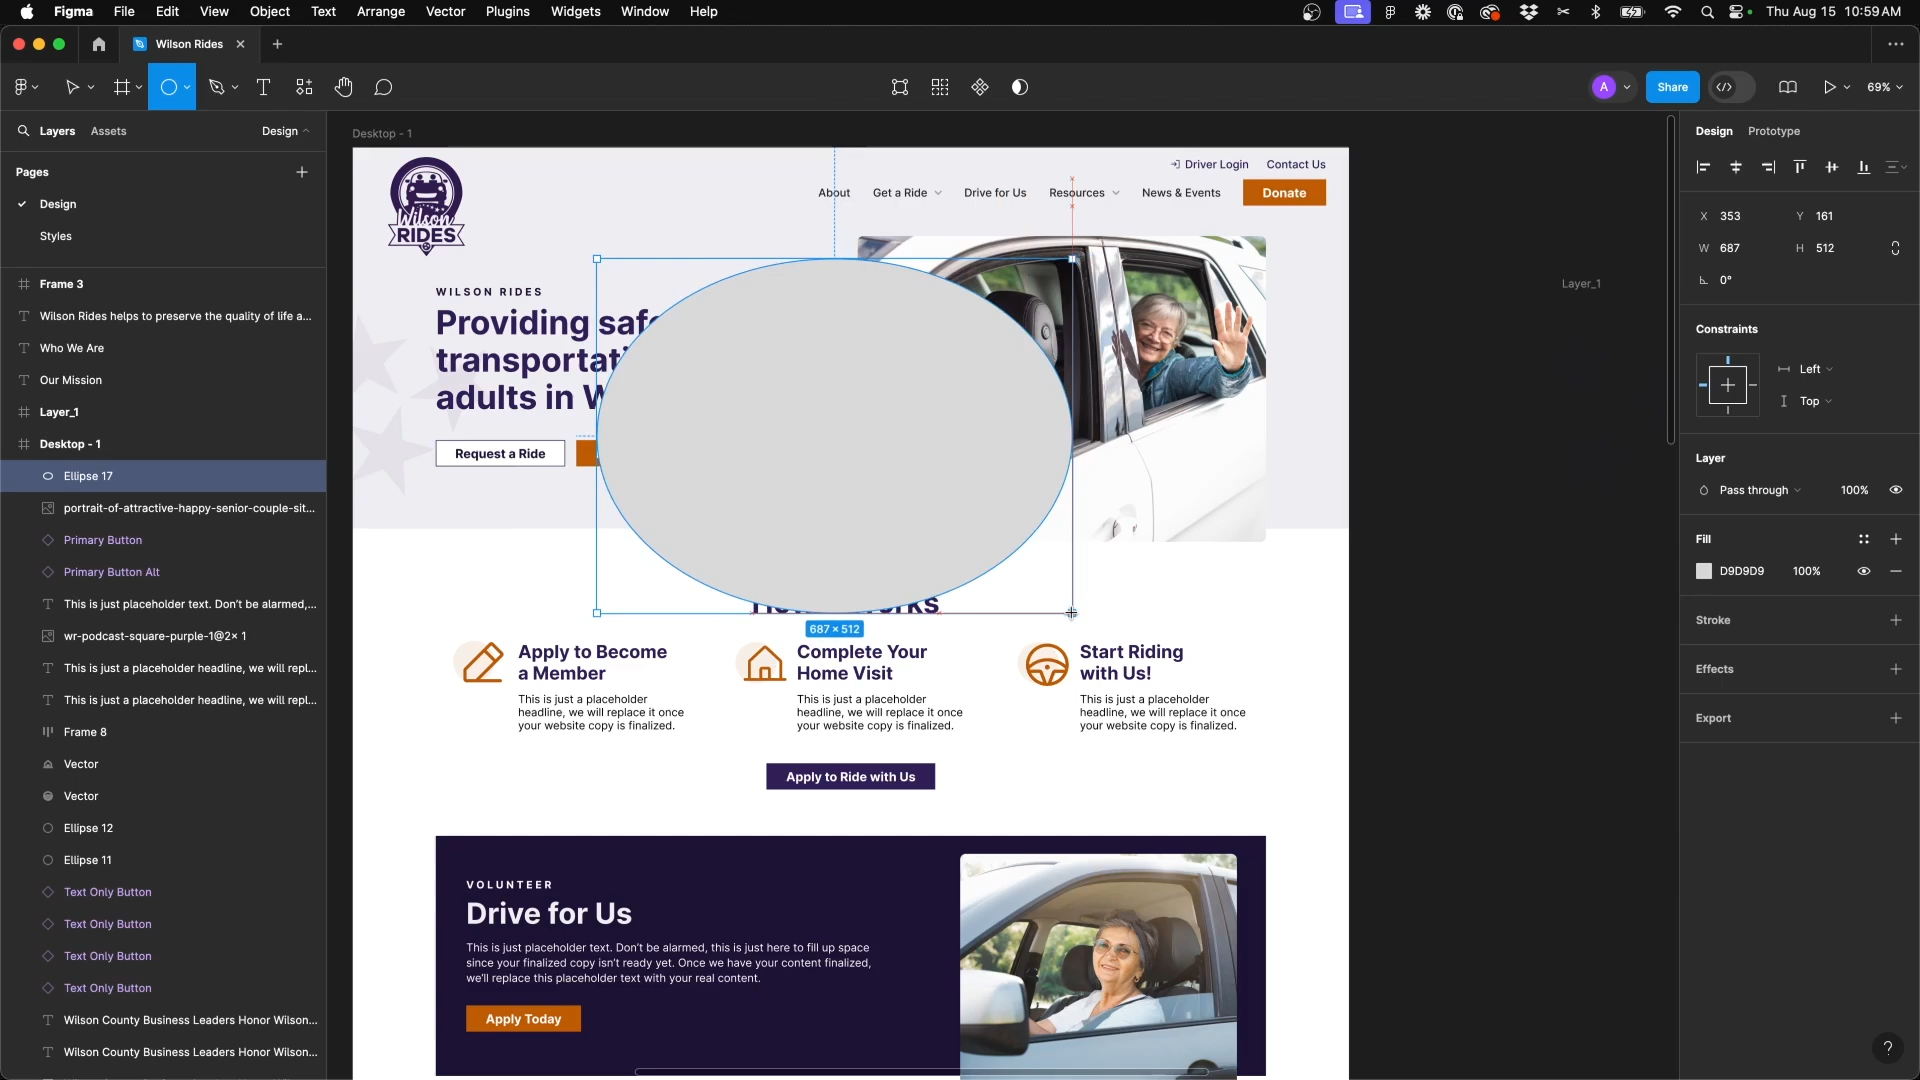 Figma File Edit View Object Text Arrange Vector Plugins Widgets Window Help
Thu Aug 15 10:59 AM
Wilson Rides
A
Share
69%
Layers Assets Design
Pages
Design
Styles
Frame 3
Wilson Rides helps to preserve the quality of life a...
Who We Are
Our Mission
Layer_1
Desktop - 1
Ellipse 17
portrait-of-attractive-happy-senior-couple-sit...
Primary Button
Primary Button Alt
This is just placeholder text. Don't be alarmed,...
wr-podcast-square-purple-1@2x 1
This is just a placeholder headline, we will repl...
This is just a placeholder headline, we will repl...
Frame 8
Vector
Vector
Ellipse 12
Ellipse 11
Text Only Button
Text Only Button
Text Only Button
Text Only Button
Wilson County Business Leaders Honor Wilson...
Wilson County Business Leaders Honor Wilson...
Desktop - 1
Wilson
RIDES
Driver Login Contact Us
About Get a Ride Drive for Us Resources News & Events Donate
WILSON RIDES
Providing safe
transportati
adults in W
Request a Ride
687 × 512
Apply to Become
a Member
This is just a placeholder
headline, we will replace it once
your website copy is finalized.
Complete Your
Home Visit
This is just a placeholder
headline, we will replace it once
your website copy is finalized.
Start Riding
with Us!
This is just a placeholder
headline, we will replace it once
your website copy is finalized.
Apply to Ride with Us
VOLUNTEER
Drive for Us
This is just placeholder text. Don't be alarmed, this is just here to fill up space
since your finalized copy isn't ready yet. Once we have your content finalized,
we'll replace this placeholder text with your real content.
Apply Today
Layer_1
Design Prototype
X 353 Y 161
W 687 H 512
0°
Constraints
Left
Top
Layer
Pass through 100%
Fill
D9D9D9 100%
Stroke
Effects
Export
?